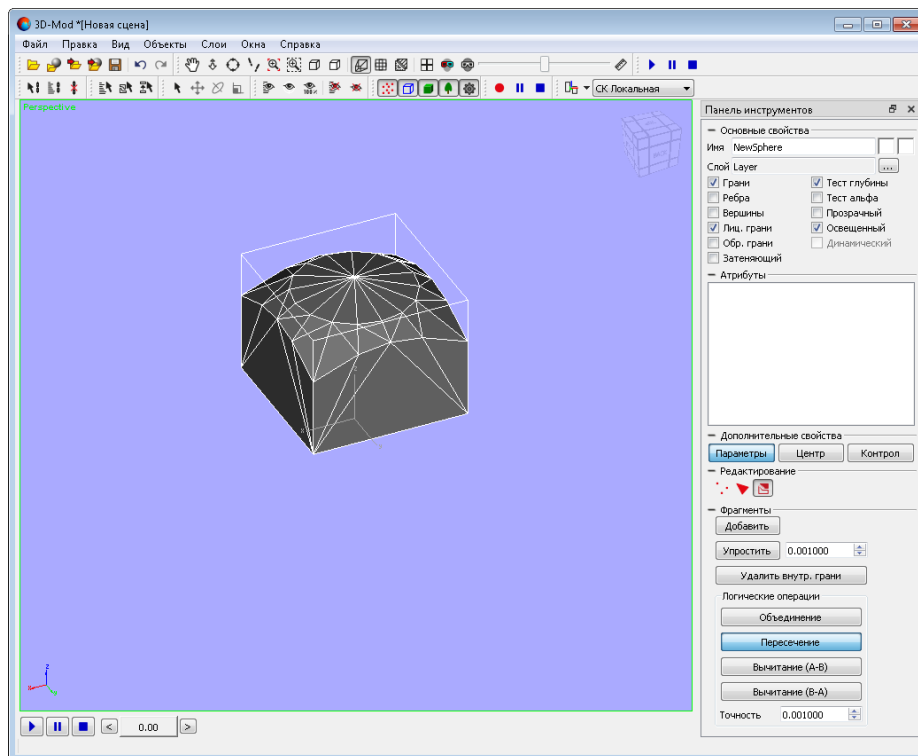 3D-Mod *[Новая сцена]
Файл Правка Вид Объекты Слои Окна Справка
СК Локальная
Perspective
Панель инструментов
Основные свойства
Имя NewSphere
Слой Layer ...
Грани Тест глубины
Ребра Тест альфа
Вершины Прозрачный
Лиц. грани Освещенный
Обр. грани Динамический
Затеняющий
Атрибуты
Дополнительные свойства
Параметры Центр Контрол
Редактирование
Фрагменты
Добавить
Упростить 0.001000
Удалить внутр. грани
Логические операции
Объединение
Пересечение
Вычитание (A-B)
Вычитание (B-A)
Точность 0.001000
< 0.00 >